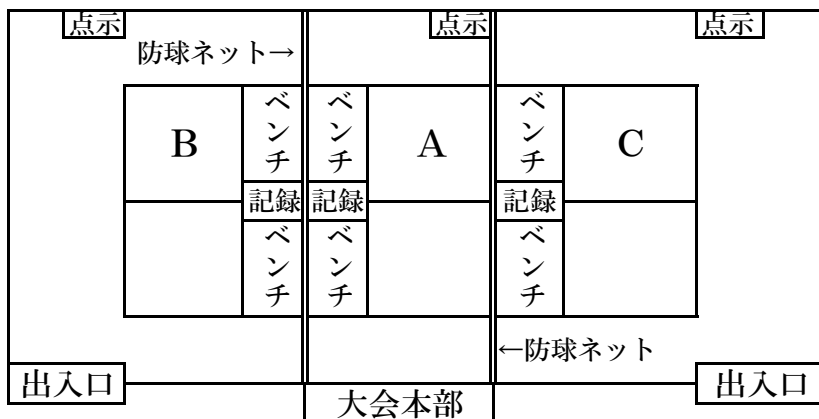 点示
点示
点示
防球ネット→
ベンチ
ベンチ
ベンチ
B
A
C
記録
記録
記録
ベンチ
ベンチ
ベンチ
←防球ネット
出入口
大会本部
出入口